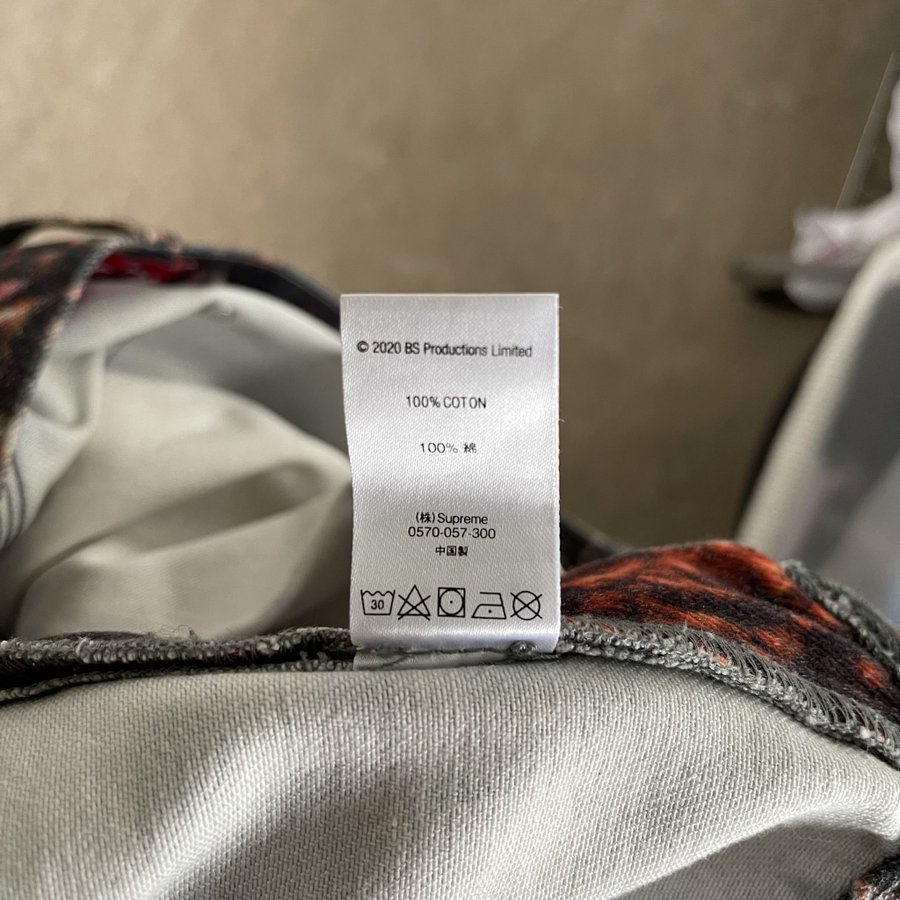 © 2020 BS Productions Limited
100% COTON
100% 綿
(株)Supreme
0570-057-300
中国製
30